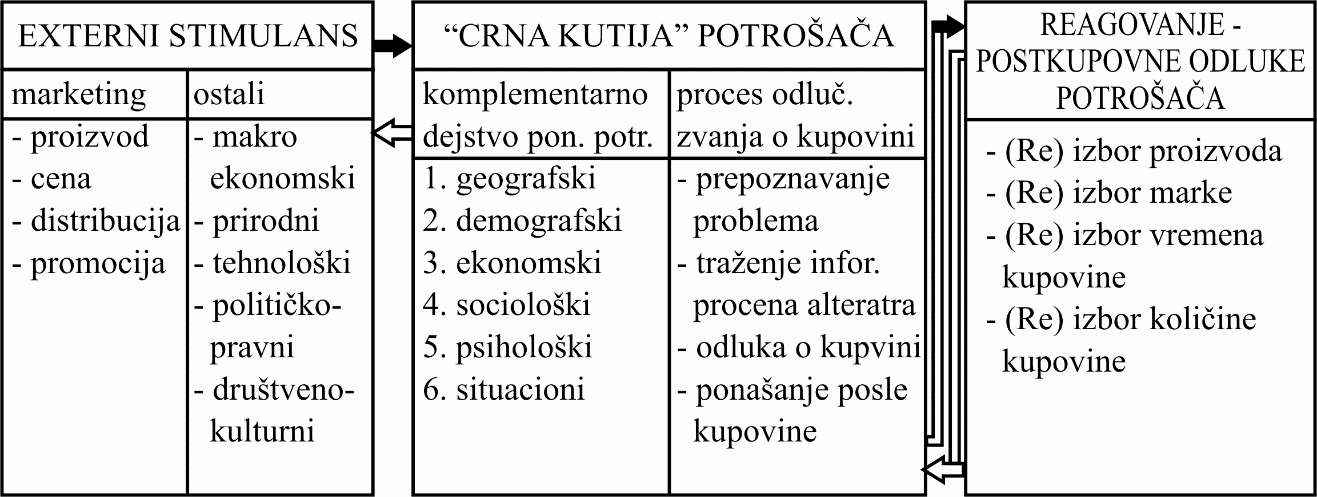 EXTERNI STIMULANS
marketing
- proizvod
- cena
- distribucija
- promocija
ostali
- makro
ekonomski
- prirodni
- tehnološki
- političko-
pravni
- društveno-
kulturni
“CRNA KUTIJA” POTROŠAČA
komplementarno
dejstvo pon. potr.
1. geografski
2. demografski
3. ekonomski
4. sociološki
5. psihološki
6. situacioni
proces odluč.
zvanja o kupovini
- prepoznavanje
problema
- traženje infor.
procena alteratra
- odluka o kupvini
- ponašanje posle
kupovine
REAGOVANJE -
POSTKUPOVNE ODLUKE
POTROŠAČA
- (Re) izbor proizvoda
- (Re) izbor marke
- (Re) izbor vremena
kupovine
- (Re) izbor količine
kupovine